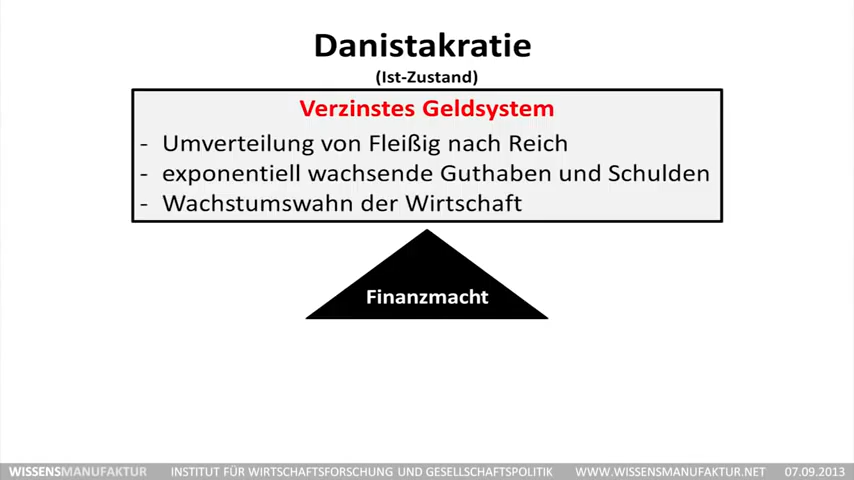 Danistakratie
(Ist-Zustand)
Verzinstes Geldsystem
- Umverteilung von Fleißig nach Reich
- exponentiell wachsende Guthaben und Schulden
- Wachstumswahn der Wirtschaft
Finanzmacht
WISSENSMANUFAKTUR INSTITUT FÜR WIRTSCHAFTSFORSCHUNG UND GESELLSCHAFTSPOLITIK WWW.WISSENSMANUFAKTUR.NET 07.09.2013